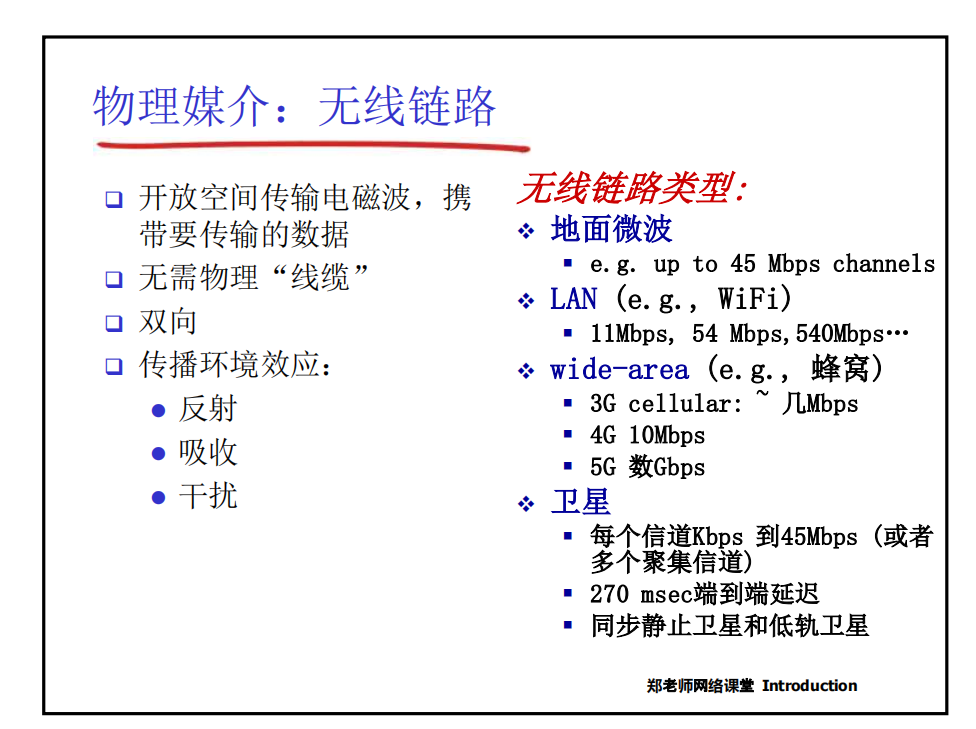 物理媒介：无线链路
开放空间传输电磁波，携
带要传输的数据
无需物理“线缆”
双向
传播环境效应：
反射
吸收
干扰
无线链路类型：
地面微波
e.g. up to 45 Mbps channels
LAN (e.g., WiFi)
11Mbps, 54 Mbps,540Mbps…
wide-area (e.g., 蜂窝)
3G cellular: ~ 几Mbps
4G 10Mbps
5G 数Gbps
卫星
每个信道Kbps 到45Mbps (或者
多个聚集信道)
270 msec端到端延迟
同步静止卫星和低轨卫星
郑老师网络课堂 Introduction